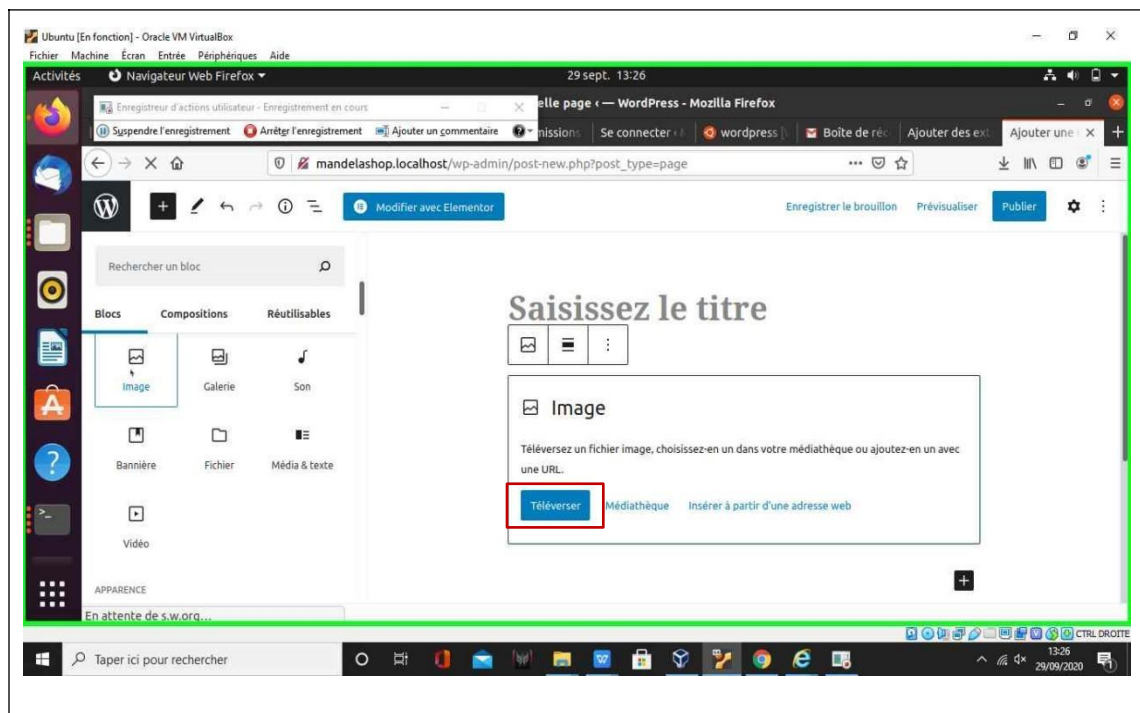 Ubuntu [En fonction] - Oracle VM VirtualBox
Fichier Machine Écran Entrée Périphériques Aide
Activités Navigateur Web Firefox 29 sept. 13:26
Enregistreur d'actions utilisateur - Enregistrement en cours
elle page ‹ — WordPress - Mozilla Firefox
Suspendre l'enregistrement Arrêter l'enregistrement Ajouter un commentaire
missions Se connecter ‹ wordpress Boîte de réc Ajouter des ext Ajouter une
mandelashop.localhost/wp-admin/post-new.php?post_type=page
Modifier avec Elementor Enregistrer le brouillon Prévisualiser Publier
Rechercher un bloc
Blocs Compositions Réutilisables
Saisissez le titre
Image Galerie Son
Image
Bannière Fichier Média & texte
Téléversez un fichier image, choisissez-en un dans votre médiathèque ou ajoutez-en un avec
une URL.
Téléverser Médiathèque Insérer à partir d'une adresse web
Vidéo
APPARENCE
En attente de s.w.org...
CTRL DROITE
Taper ici pour rechercher
13:26
29/09/2020